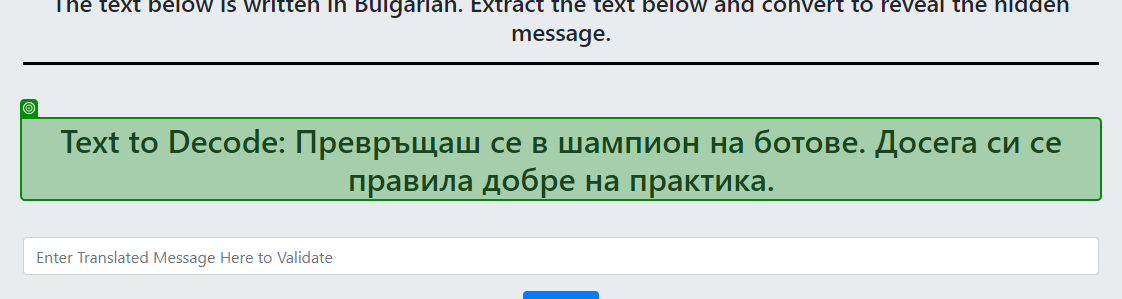 The text below is written in Bulgarian. Extract the text below and convert to reveal the hidden
message.
Text to Decode: Превръщаш се в шампион на ботове. Досега си се
правила добре на практика.
Enter Translated Message Here to Validate